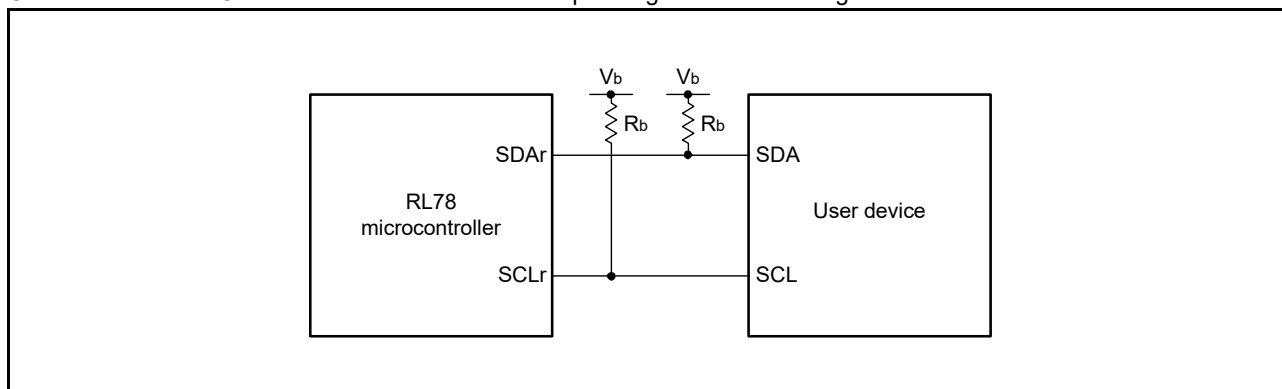 Vb Vb
Rb Rb
SDAr SDA
RL78
microcontroller
User device
SCLr SCL